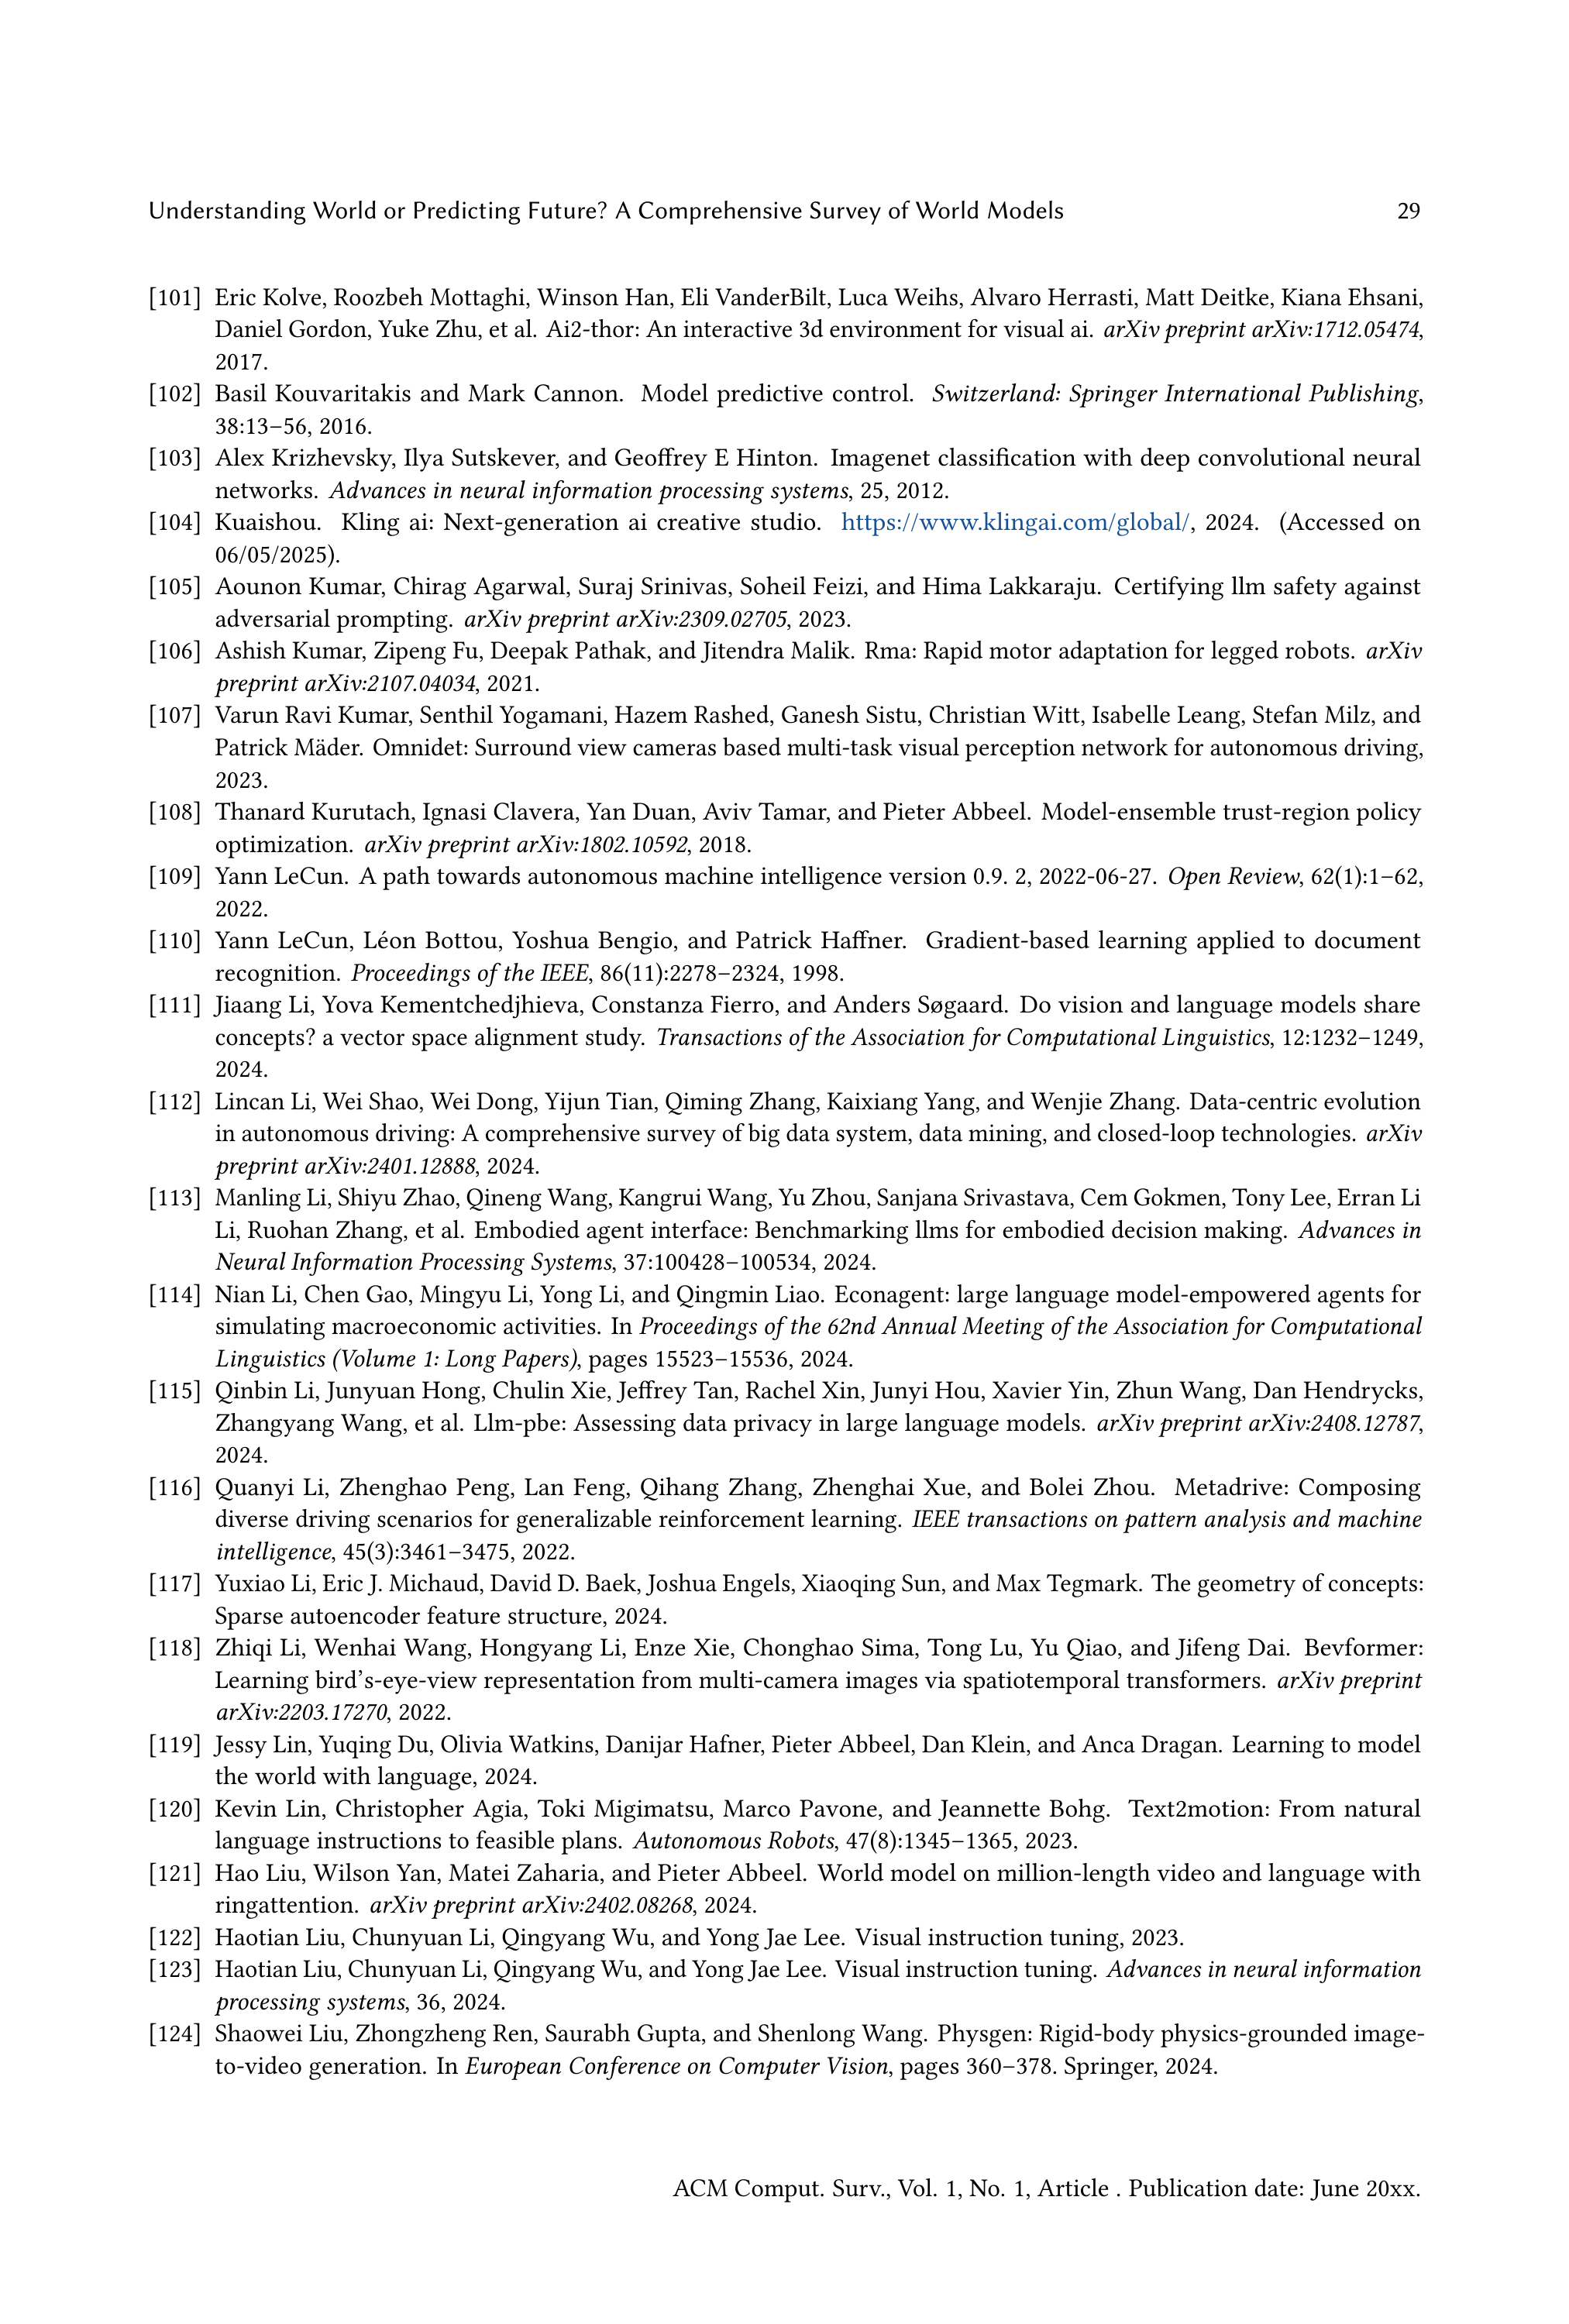 Understanding World or Predicting Future? A Comprehensive Survey of World Models 29
[101] Eric Kolve, Roozbeh Mottaghi, Winson Han, Eli VanderBilt, Luca Weihs, Alvaro Herrasti, Matt Deitke, Kiana Ehsani,
Daniel Gordon, Yuke Zhu, et al. Ai2-thor: An interactive 3d environment for visual ai. arXiv preprint arXiv:1712.05474,
2017.
[102] Basil Kouvaritakis and Mark Cannon. Model predictive control. Switzerland: Springer International Publishing,
38:13–56, 2016.
[103] Alex Krizhevsky, Ilya Sutskever, and Geoffrey E Hinton. Imagenet classification with deep convolutional neural
networks. Advances in neural information processing systems, 25, 2012.
[104] Kuaishou. Kling ai: Next-generation ai creative studio. https://www.klingai.com/global/, 2024. (Accessed on
06/05/2025).
[105] Aounon Kumar, Chirag Agarwal, Suraj Srinivas, Soheil Feizi, and Hima Lakkaraju. Certifying llm safety against
adversarial prompting. arXiv preprint arXiv:2309.02705, 2023.
[106] Ashish Kumar, Zipeng Fu, Deepak Pathak, and Jitendra Malik. Rma: Rapid motor adaptation for legged robots. arXiv
preprint arXiv:2107.04034, 2021.
[107] Varun Ravi Kumar, Senthil Yogamani, Hazem Rashed, Ganesh Sistu, Christian Witt, Isabelle Leang, Stefan Milz, and
Patrick Mäder. Omnidet: Surround view cameras based multi-task visual perception network for autonomous driving,
2023.
[108] Thanard Kurutach, Ignasi Clavera, Yan Duan, Aviv Tamar, and Pieter Abbeel. Model-ensemble trust-region policy
optimization. arXiv preprint arXiv:1802.10592, 2018.
[109] Yann LeCun. A path towards autonomous machine intelligence version 0.9. 2, 2022-06-27. Open Review, 62(1):1–62,
2022.
[110] Yann LeCun, Léon Bottou, Yoshua Bengio, and Patrick Haffner. Gradient-based learning applied to document
recognition. Proceedings of the IEEE, 86(11):2278–2324, 1998.
[111] Jiaang Li, Yova Kementchedjhieva, Constanza Fierro, and Anders Søgaard. Do vision and language models share
concepts? a vector space alignment study. Transactions of the Association for Computational Linguistics, 12:1232–1249,
2024.
[112] Lincan Li, Wei Shao, Wei Dong, Yijun Tian, Qiming Zhang, Kaixiang Yang, and Wenjie Zhang. Data-centric evolution
in autonomous driving: A comprehensive survey of big data system, data mining, and closed-loop technologies. arXiv
preprint arXiv:2401.12888, 2024.
[113] Manling Li, Shiyu Zhao, Qineng Wang, Kangrui Wang, Yu Zhou, Sanjana Srivastava, Cem Gokmen, Tony Lee, Erran Li
Li, Ruohan Zhang, et al. Embodied agent interface: Benchmarking llms for embodied decision making. Advances in
Neural Information Processing Systems, 37:100428–100534, 2024.
[114] Nian Li, Chen Gao, Mingyu Li, Yong Li, and Qingmin Liao. Econagent: large language model-empowered agents for
simulating macroeconomic activities. In Proceedings of the 62nd Annual Meeting of the Association for Computational
Linguistics (Volume 1: Long Papers), pages 15523–15536, 2024.
[115] Qinbin Li, Junyuan Hong, Chulin Xie, Jeffrey Tan, Rachel Xin, Junyi Hou, Xavier Yin, Zhun Wang, Dan Hendrycks,
Zhangyang Wang, et al. Llm-pbe: Assessing data privacy in large language models. arXiv preprint arXiv:2408.12787,
2024.
[116] Quanyi Li, Zhenghao Peng, Lan Feng, Qihang Zhang, Zhenghai Xue, and Bolei Zhou. Metadrive: Composing
diverse driving scenarios for generalizable reinforcement learning. IEEE transactions on pattern analysis and machine
intelligence, 45(3):3461–3475, 2022.
[117] Yuxiao Li, Eric J. Michaud, David D. Baek, Joshua Engels, Xiaoqing Sun, and Max Tegmark. The geometry of concepts:
Sparse autoencoder feature structure, 2024.
[118] Zhiqi Li, Wenhai Wang, Hongyang Li, Enze Xie, Chonghao Sima, Tong Lu, Yu Qiao, and Jifeng Dai. Bevformer:
Learning bird's-eye-view representation from multi-camera images via spatiotemporal transformers. arXiv preprint
arXiv:2203.17270, 2022.
[119] Jessy Lin, Yuqing Du, Olivia Watkins, Danijar Hafner, Pieter Abbeel, Dan Klein, and Anca Dragan. Learning to model
the world with language, 2024.
[120] Kevin Lin, Christopher Agia, Toki Migimatsu, Marco Pavone, and Jeannette Bohg. Text2motion: From natural
language instructions to feasible plans. Autonomous Robots, 47(8):1345–1365, 2023.
[121] Hao Liu, Wilson Yan, Matei Zaharia, and Pieter Abbeel. World model on million-length video and language with
ringattention. arXiv preprint arXiv:2402.08268, 2024.
[122] Haotian Liu, Chunyuan Li, Qingyang Wu, and Yong Jae Lee. Visual instruction tuning, 2023.
[123] Haotian Liu, Chunyuan Li, Qingyang Wu, and Yong Jae Lee. Visual instruction tuning. Advances in neural information
processing systems, 36, 2024.
[124] Shaowei Liu, Zhongzheng Ren, Saurabh Gupta, and Shenlong Wang. Physgen: Rigid-body physics-grounded image-
to-video generation. In European Conference on Computer Vision, pages 360–378. Springer, 2024.
ACM Comput. Surv., Vol. 1, No. 1, Article . Publication date: June 20xx.